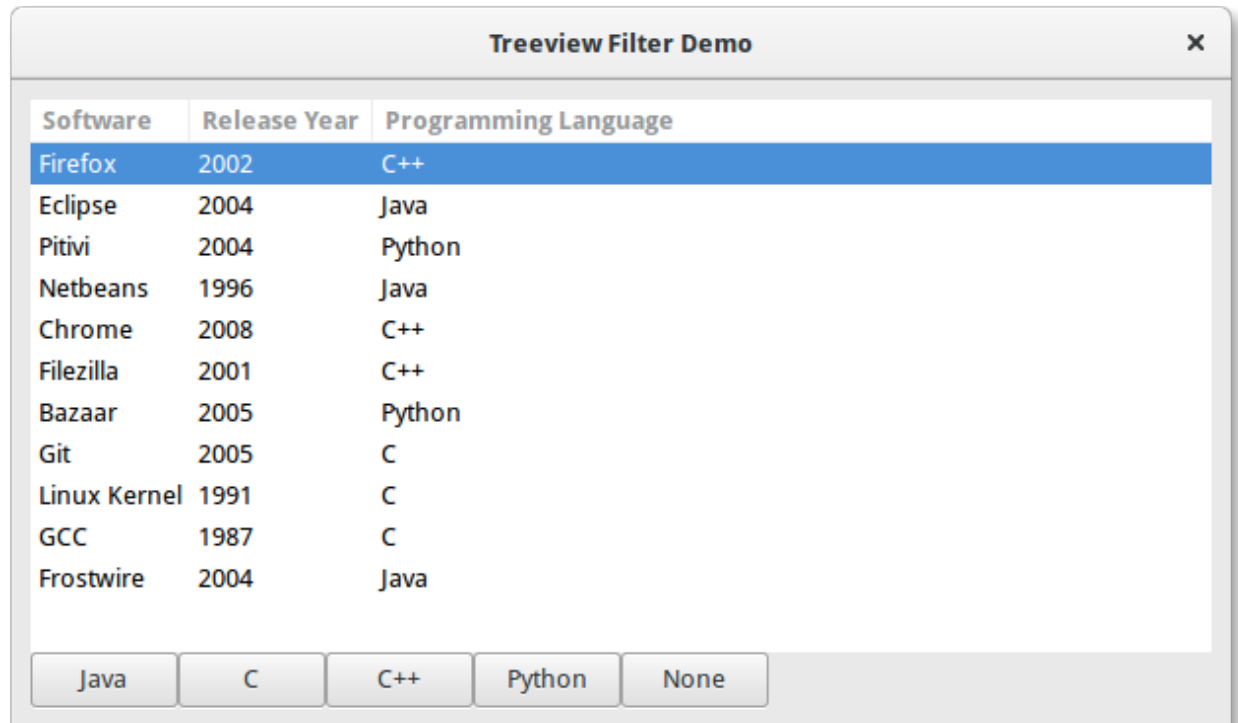 Treeview Filter Demo ×
Software Release Year Programming Language
Firefox 2002 C++
Eclipse 2004 Java
Pitivi 2004 Python
Netbeans 1996 Java
Chrome 2008 C++
Filezilla 2001 C++
Bazaar 2005 Python
Git 2005 C
Linux Kernel 1991 C
GCC 1987 C
Frostwire 2004 Java
Java C C++ Python None